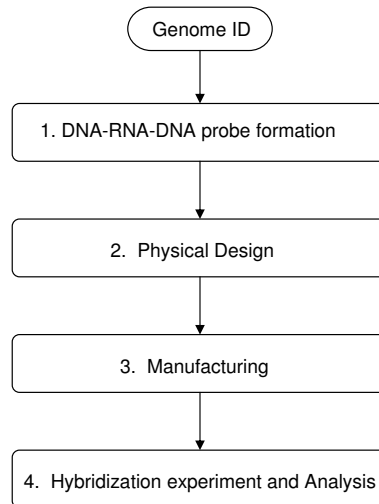 Genome ID
1. DNA-RNA-DNA probe formation
2. Physical Design
3. Manufacturing
4. Hybridization experiment and Analysis